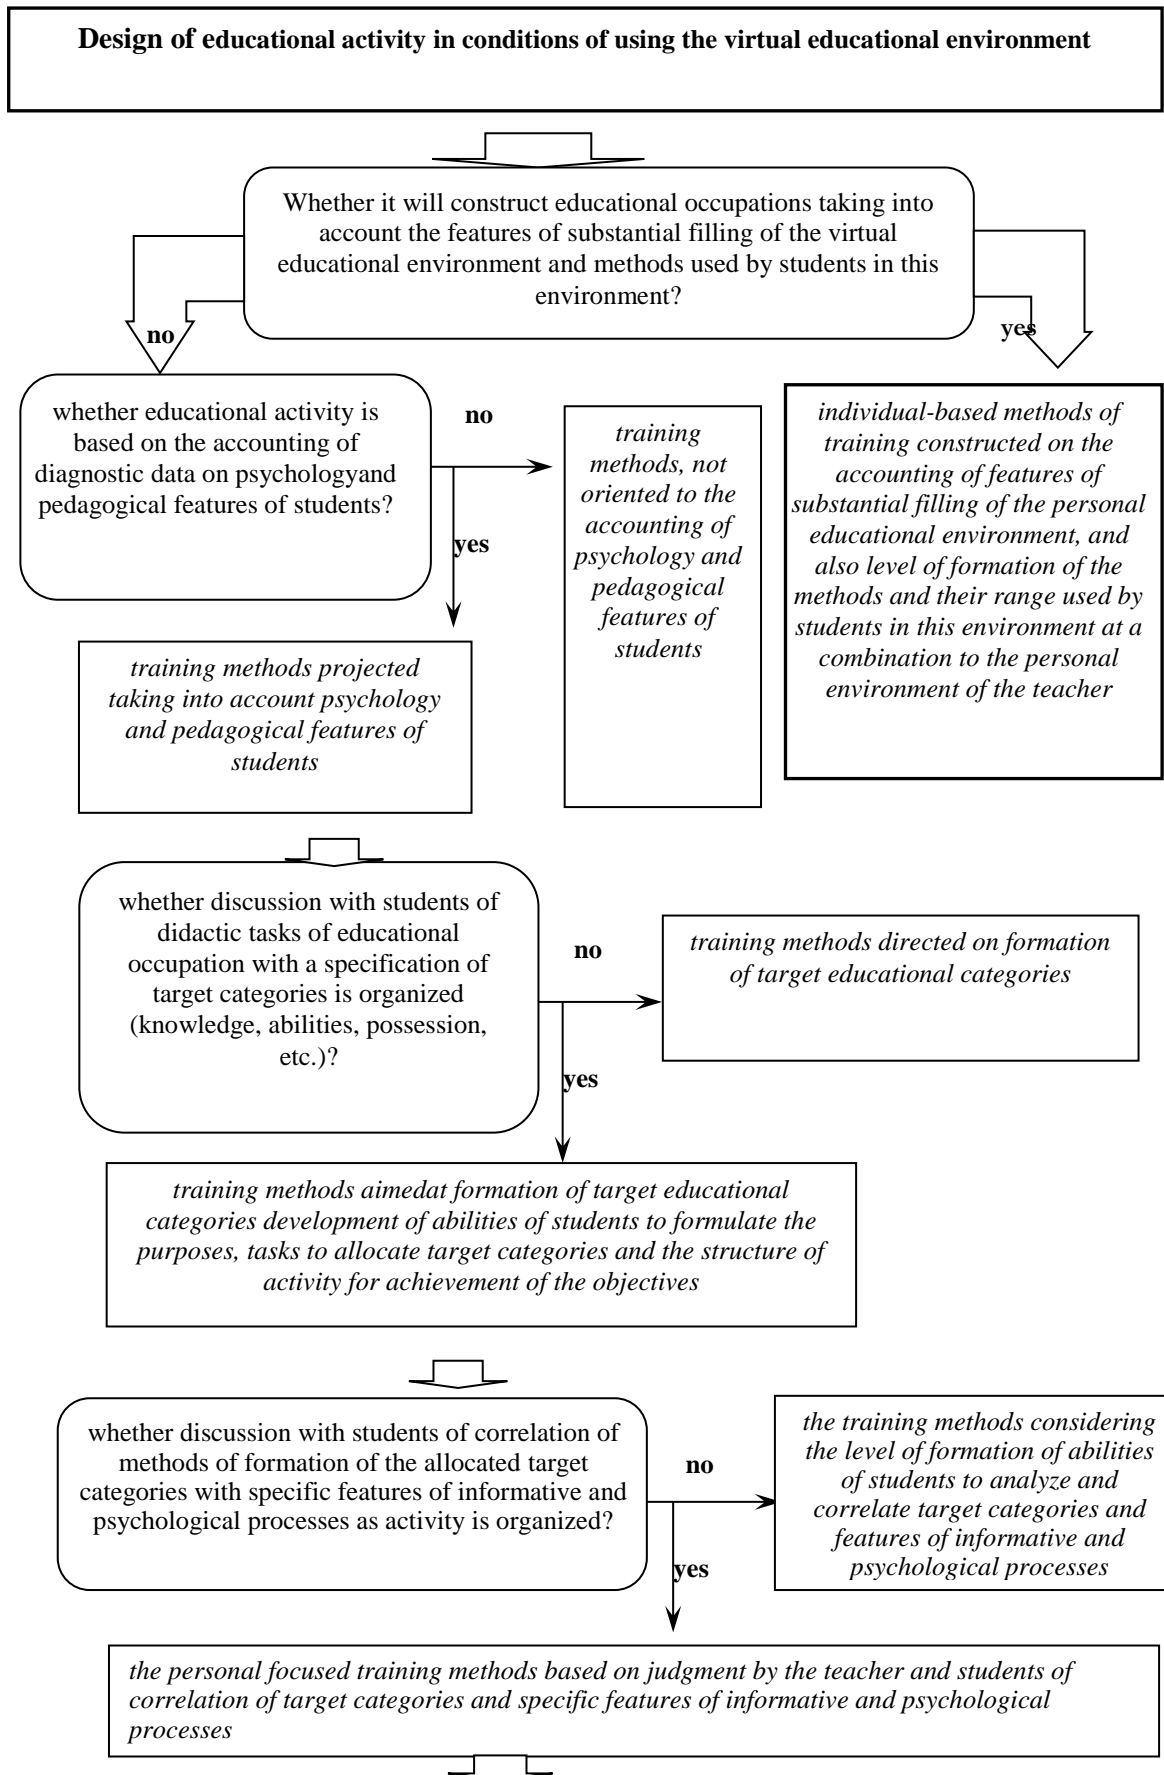 Design of educational activity in conditions of using the virtual educational environment
Whether it will construct educational occupations taking into
account the features of substantial filling of the virtual
educational environment and methods used by students in this
environment?
no
yes
whether educational activity is
based on the accounting of
diagnostic data on psychologyand
pedagogical features of students?
no
yes
training
methods, not
oriented to the
accounting of
psychology and
pedagogical
features of
students
individual-based methods of
training constructed on the
accounting of features of
substantial filling of the personal
educational environment, and
also level of formation of the
methods and their range used by
students in this environment at a
combination to the personal
environment of the teacher
training methods projected
taking into account psychology
and pedagogical features of
students
whether discussion with students of
didactic tasks of educational
occupation with a specification of
target categories is organized
(knowledge, abilities, possession,
etc.)?
no
yes
training methods directed on formation
of target educational categories
training methods aimedat formation of target educational
categories development of abilities of students to formulate the
purposes, tasks to allocate target categories and the structure of
activity for achievement of the objectives
whether discussion with students of correlation of
methods of formation of the allocated target
categories with specific features of informative and
psychological processes as activity is organized?
no
yes
the training methods considering
the level of formation of abilities
of students to analyze and
correlate target categories and
features of informative and
psychological processes
the personal focused training methods based on judgment by the teacher and students of
correlation of target categories and specific features of informative and psychological
processes